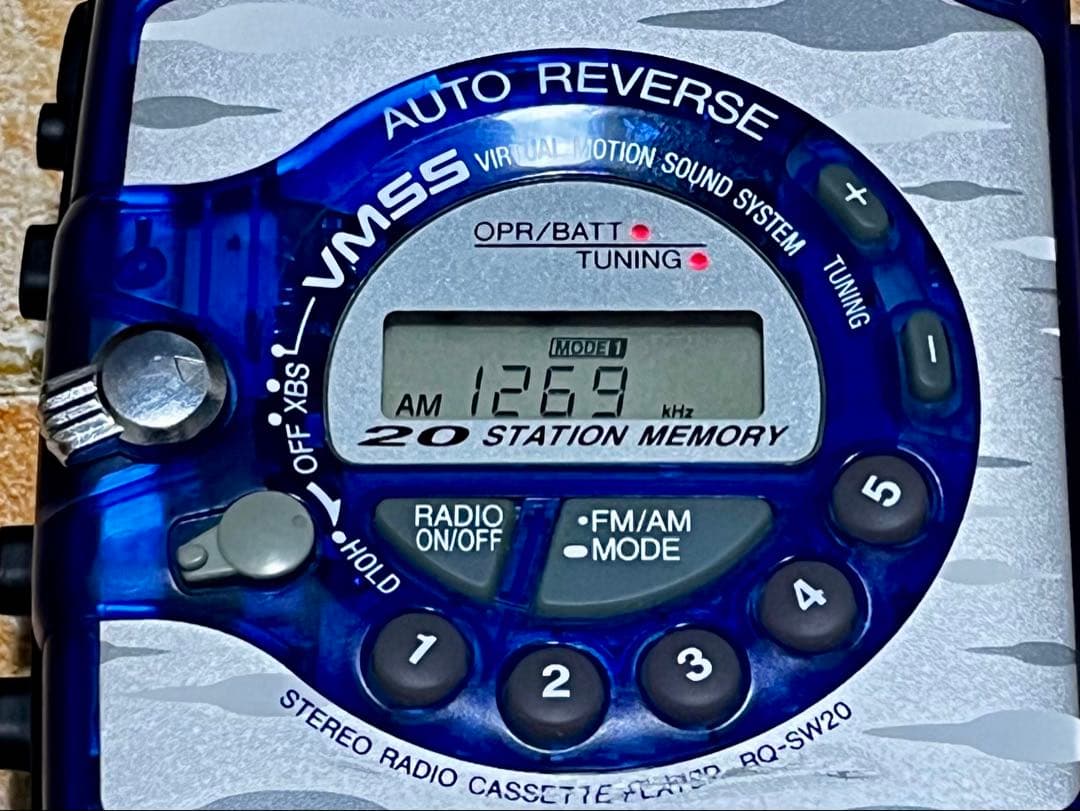 AUTO REVERSE
VMSS VIRTUAL MOTION SOUND SYSTEM
+
TUNING
-
OPR/BATT
TUNING
MODE 1
AM 1269 kHz
20 STATION MEMORY
XBS
OFF
HOLD
RADIO
ON/OFF
•FM/AM
MODE
1
2
3
4
5
STEREO RADIO CASSETTE PLAYER RQ-SW20